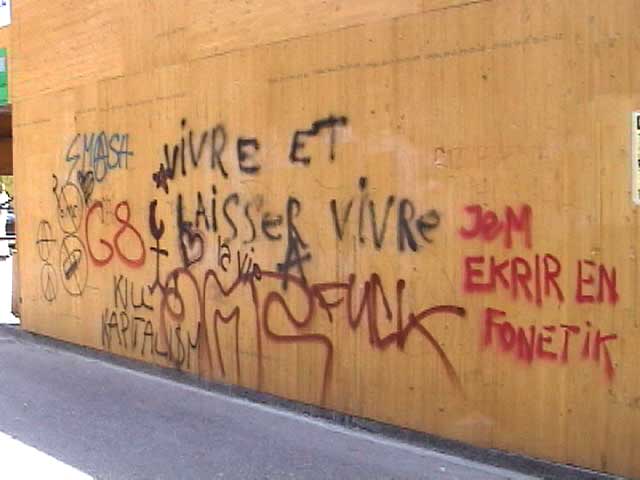 SMASH
VIVRE ET
LAISSER VIVRE
G8
la vie
KILL
KAPITALISM
FUCK
JeM
EKRIR EN
FONETIK